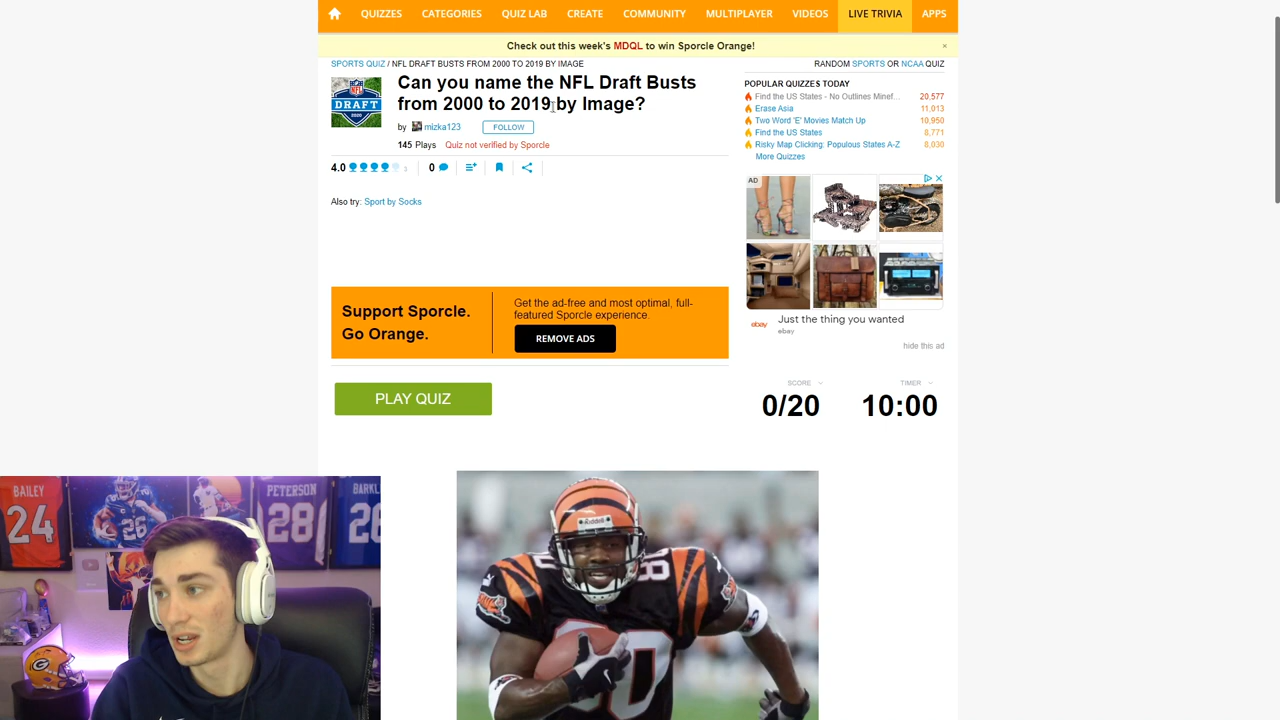 QUIZZES CATEGORIES QUIZ LAB CREATE COMMUNITY MULTIPLAYER VIDEOS LIVE TRIVIA APPS
Check out this week's MDQL to win Sporcle Orange! ×
SPORTS QUIZ / NFL DRAFT BUSTS FROM 2000 TO 2019 BY IMAGE
RANDOM SPORTS OR NCAA QUIZ
DRAFT
2000
Can you name the NFL Draft Busts
from 2000 to 2019 by Image?
by mizka123 FOLLOW
145 Plays Quiz not verified by Sporcle
4.0 0
Also try: Sport by Socks
Support Sporcle.
Go Orange.
Get the ad-free and most optimal, full-
featured Sporcle experience.
REMOVE ADS
PLAY QUIZ
POPULAR QUIZZES TODAY
Find the US States - No Outlines Minef... 20,577
Erase Asia 11,013
Two Word 'E' Movies Match Up 10,950
Find the US States 8,771
Risky Map Clicking: Populous States A-Z 8,030
More Quizzes
AD
Just the thing you wanted
ebay
ebay
hide this ad
SCORE TIMER
0/20 10:00
Riddell
80
BAILEY
24
26
PETERSON
28
BARKL